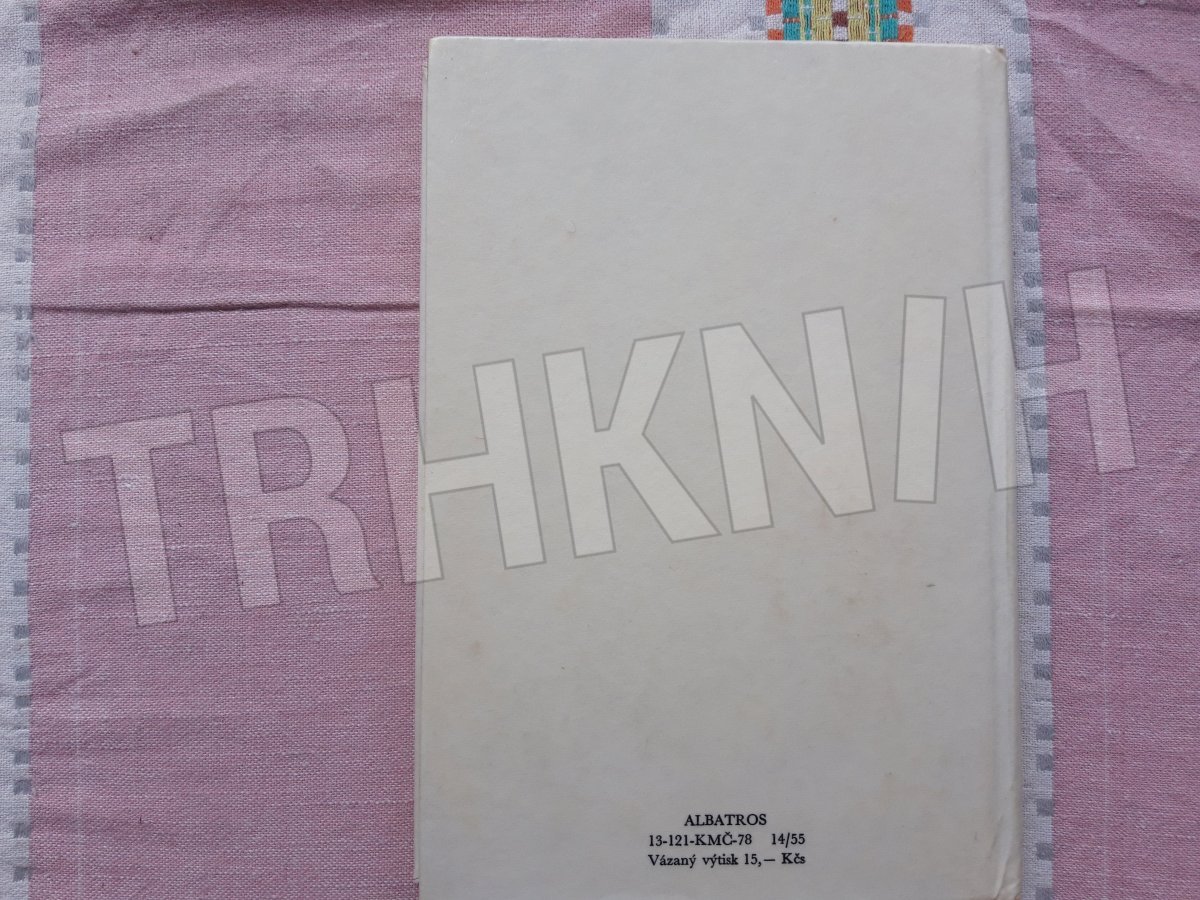 TRHKNIH
ALBATROS
13-121-KMČ-78 14/55
Vázaný výtisk 15,— Kčs